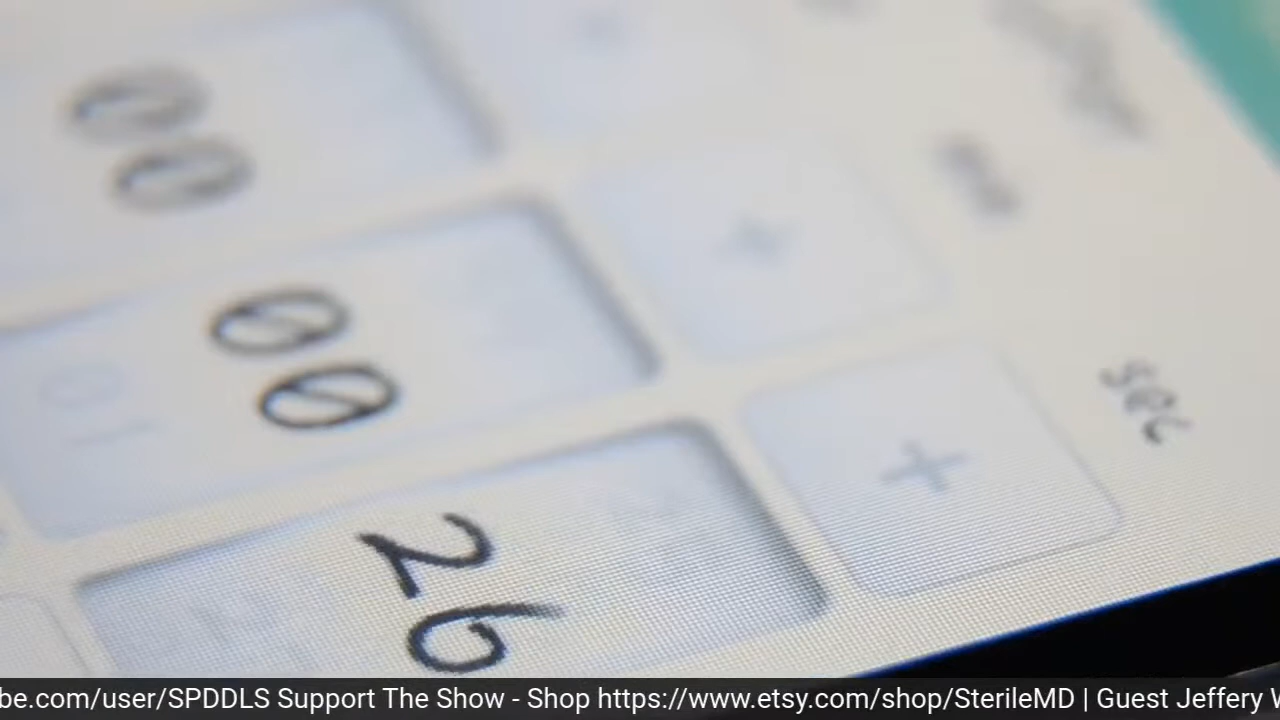 00
00
26
sec
be.com/user/SPDDLS Support The Show - Shop https://www.etsy.com/shop/SterileMD | Guest Jeffery W